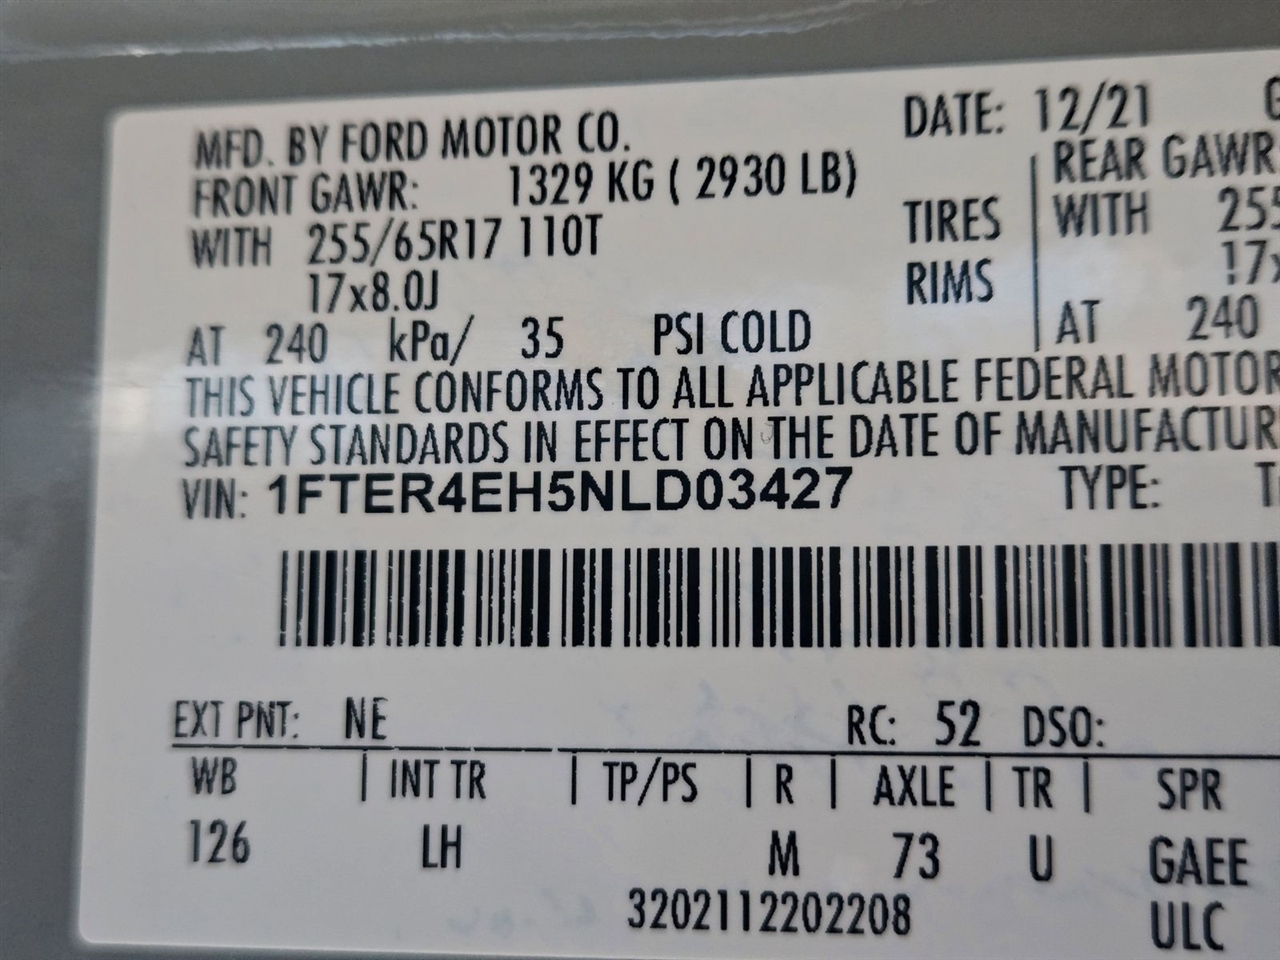 MFD. BY FORD MOTOR CO. DATE: 12/21
FRONT GAWR: 1329 KG ( 2930 LB) REAR GAWR
WITH 255/65R17 110T TIRES WITH 255
17x8.0J RIMS 17x
AT 240 kPa/ 35 PSI COLD AT 240
THIS VEHICLE CONFORMS TO ALL APPLICABLE FEDERAL MOTOR
SAFETY STANDARDS IN EFFECT ON THE DATE OF MANUFACTUR
VIN: 1FTER4EH5NLD03427 TYPE:
EXT PNT: NE RC: 52 DSO:
WB | INT TR | TP/PS | R | AXLE | TR | SPR
126 LH M 73 U GAEE
3202112202208 ULC